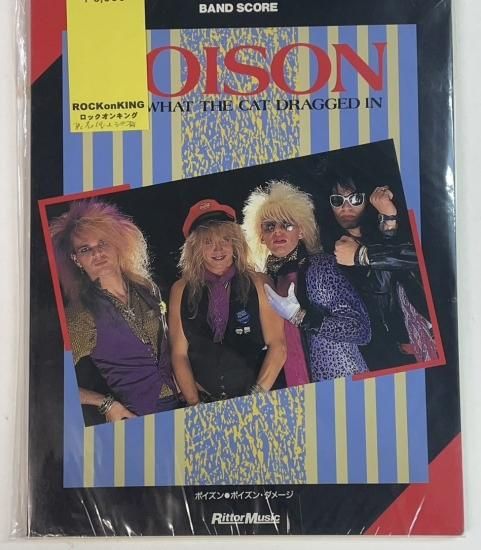 BAND SCORE
OISON
WHAT THE CAT DRAGGED IN
ROCKonKING
ロックオンキング
ポイズン●ポイズン・ダメージ
RittorMusic